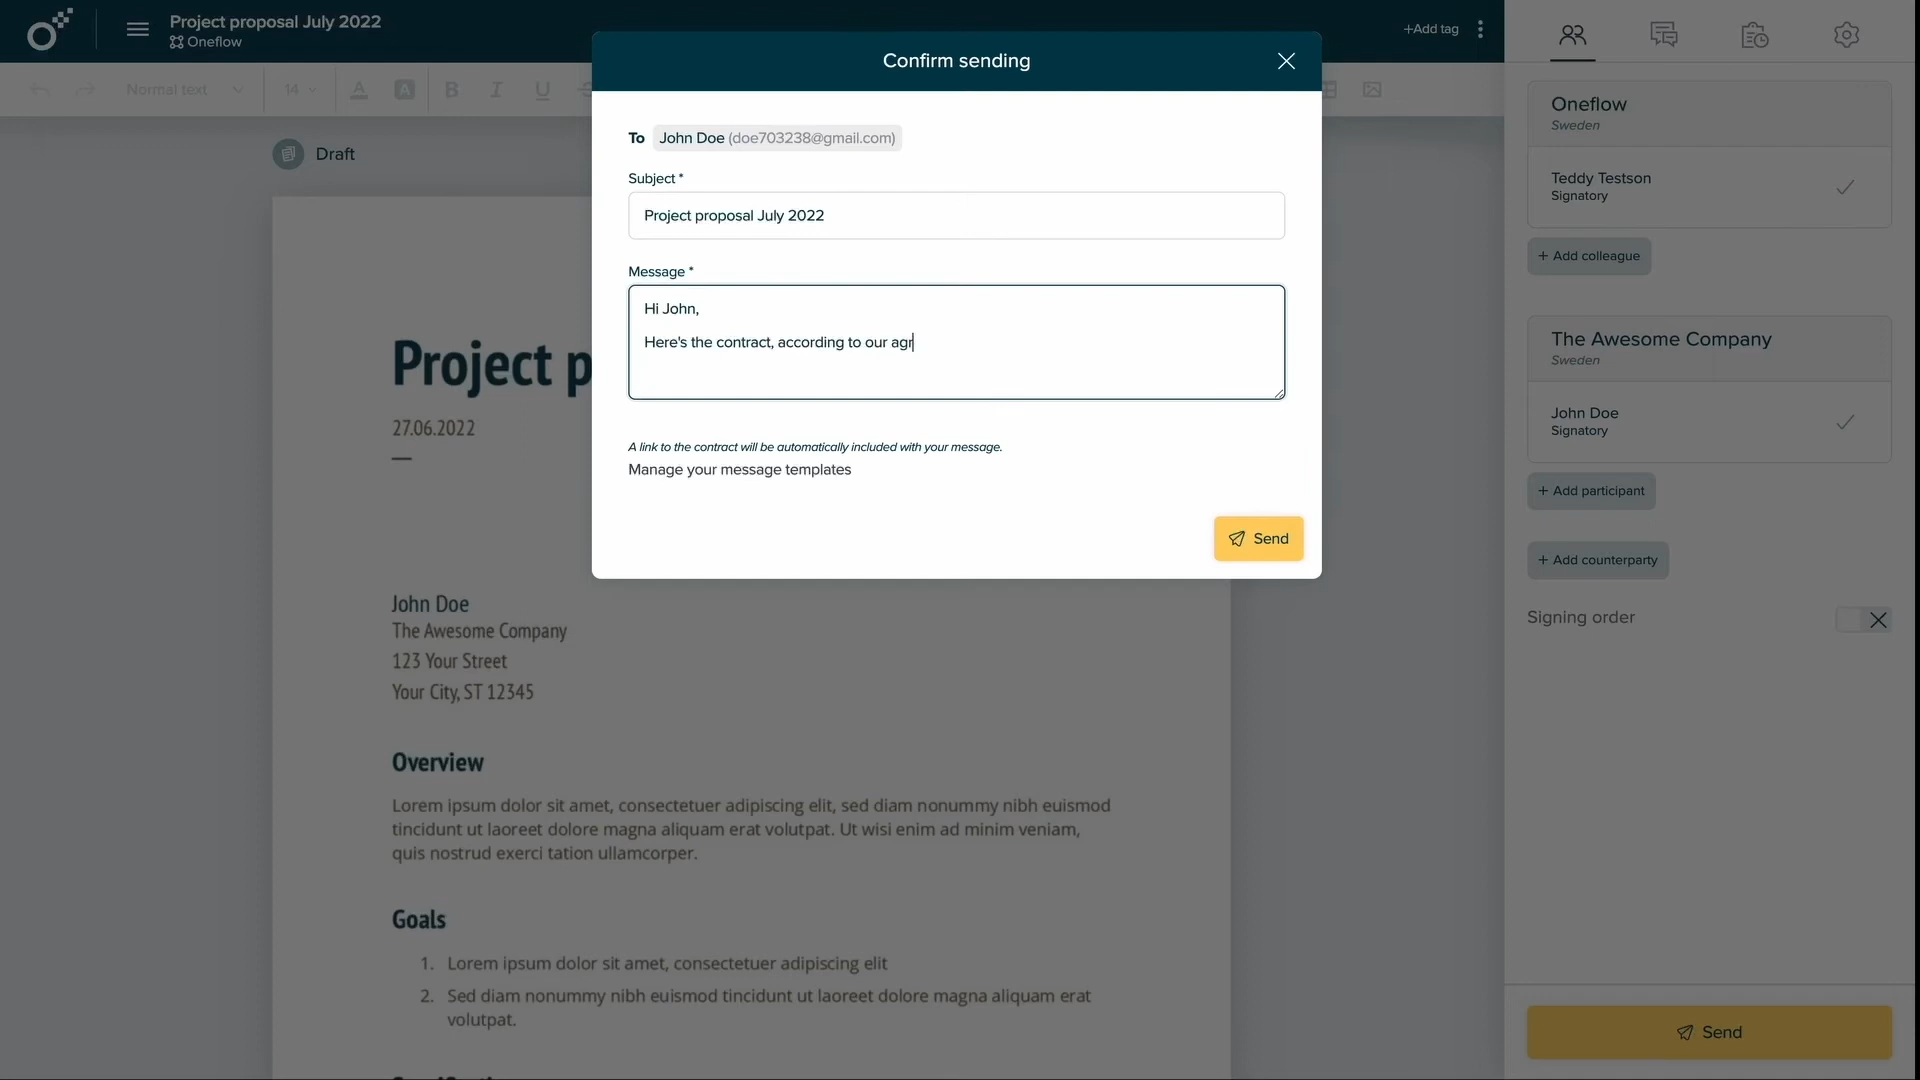 Project proposal July 2022
Oneflow
+Add tag
Normal text
14
A
A
B
I
U
S
Draft
Confirm sending
To John Doe (doe703238@gmail.com)
Subject *
Project proposal July 2022
Message *
Hi John,
Here's the contract, according to our agr
A link to the contract will be automatically included with your message.
Manage your message templates
Send
Project p
27.06.2022
John Doe
The Awesome Company
123 Your Street
Your City, ST 12345
Overview
Lorem ipsum dolor sit amet, consectetuer adipiscing elit, sed diam nonummy nibh euismod
tincidunt ut laoreet dolore magna aliquam erat volutpat. Ut wisi enim ad minim veniam,
quis nostrud exerci tation ullamcorper.
Goals
1. Lorem ipsum dolor sit amet, consectetuer adipiscing elit
2. Sed diam nonummy nibh euismod tincidunt ut laoreet dolore magna aliquam erat
volutpat.
Oneflow
Sweden
Teddy Testson
Signatory
+ Add colleague
The Awesome Company
Sweden
John Doe
Signatory
+ Add participant
+ Add counterparty
Signing order
Send